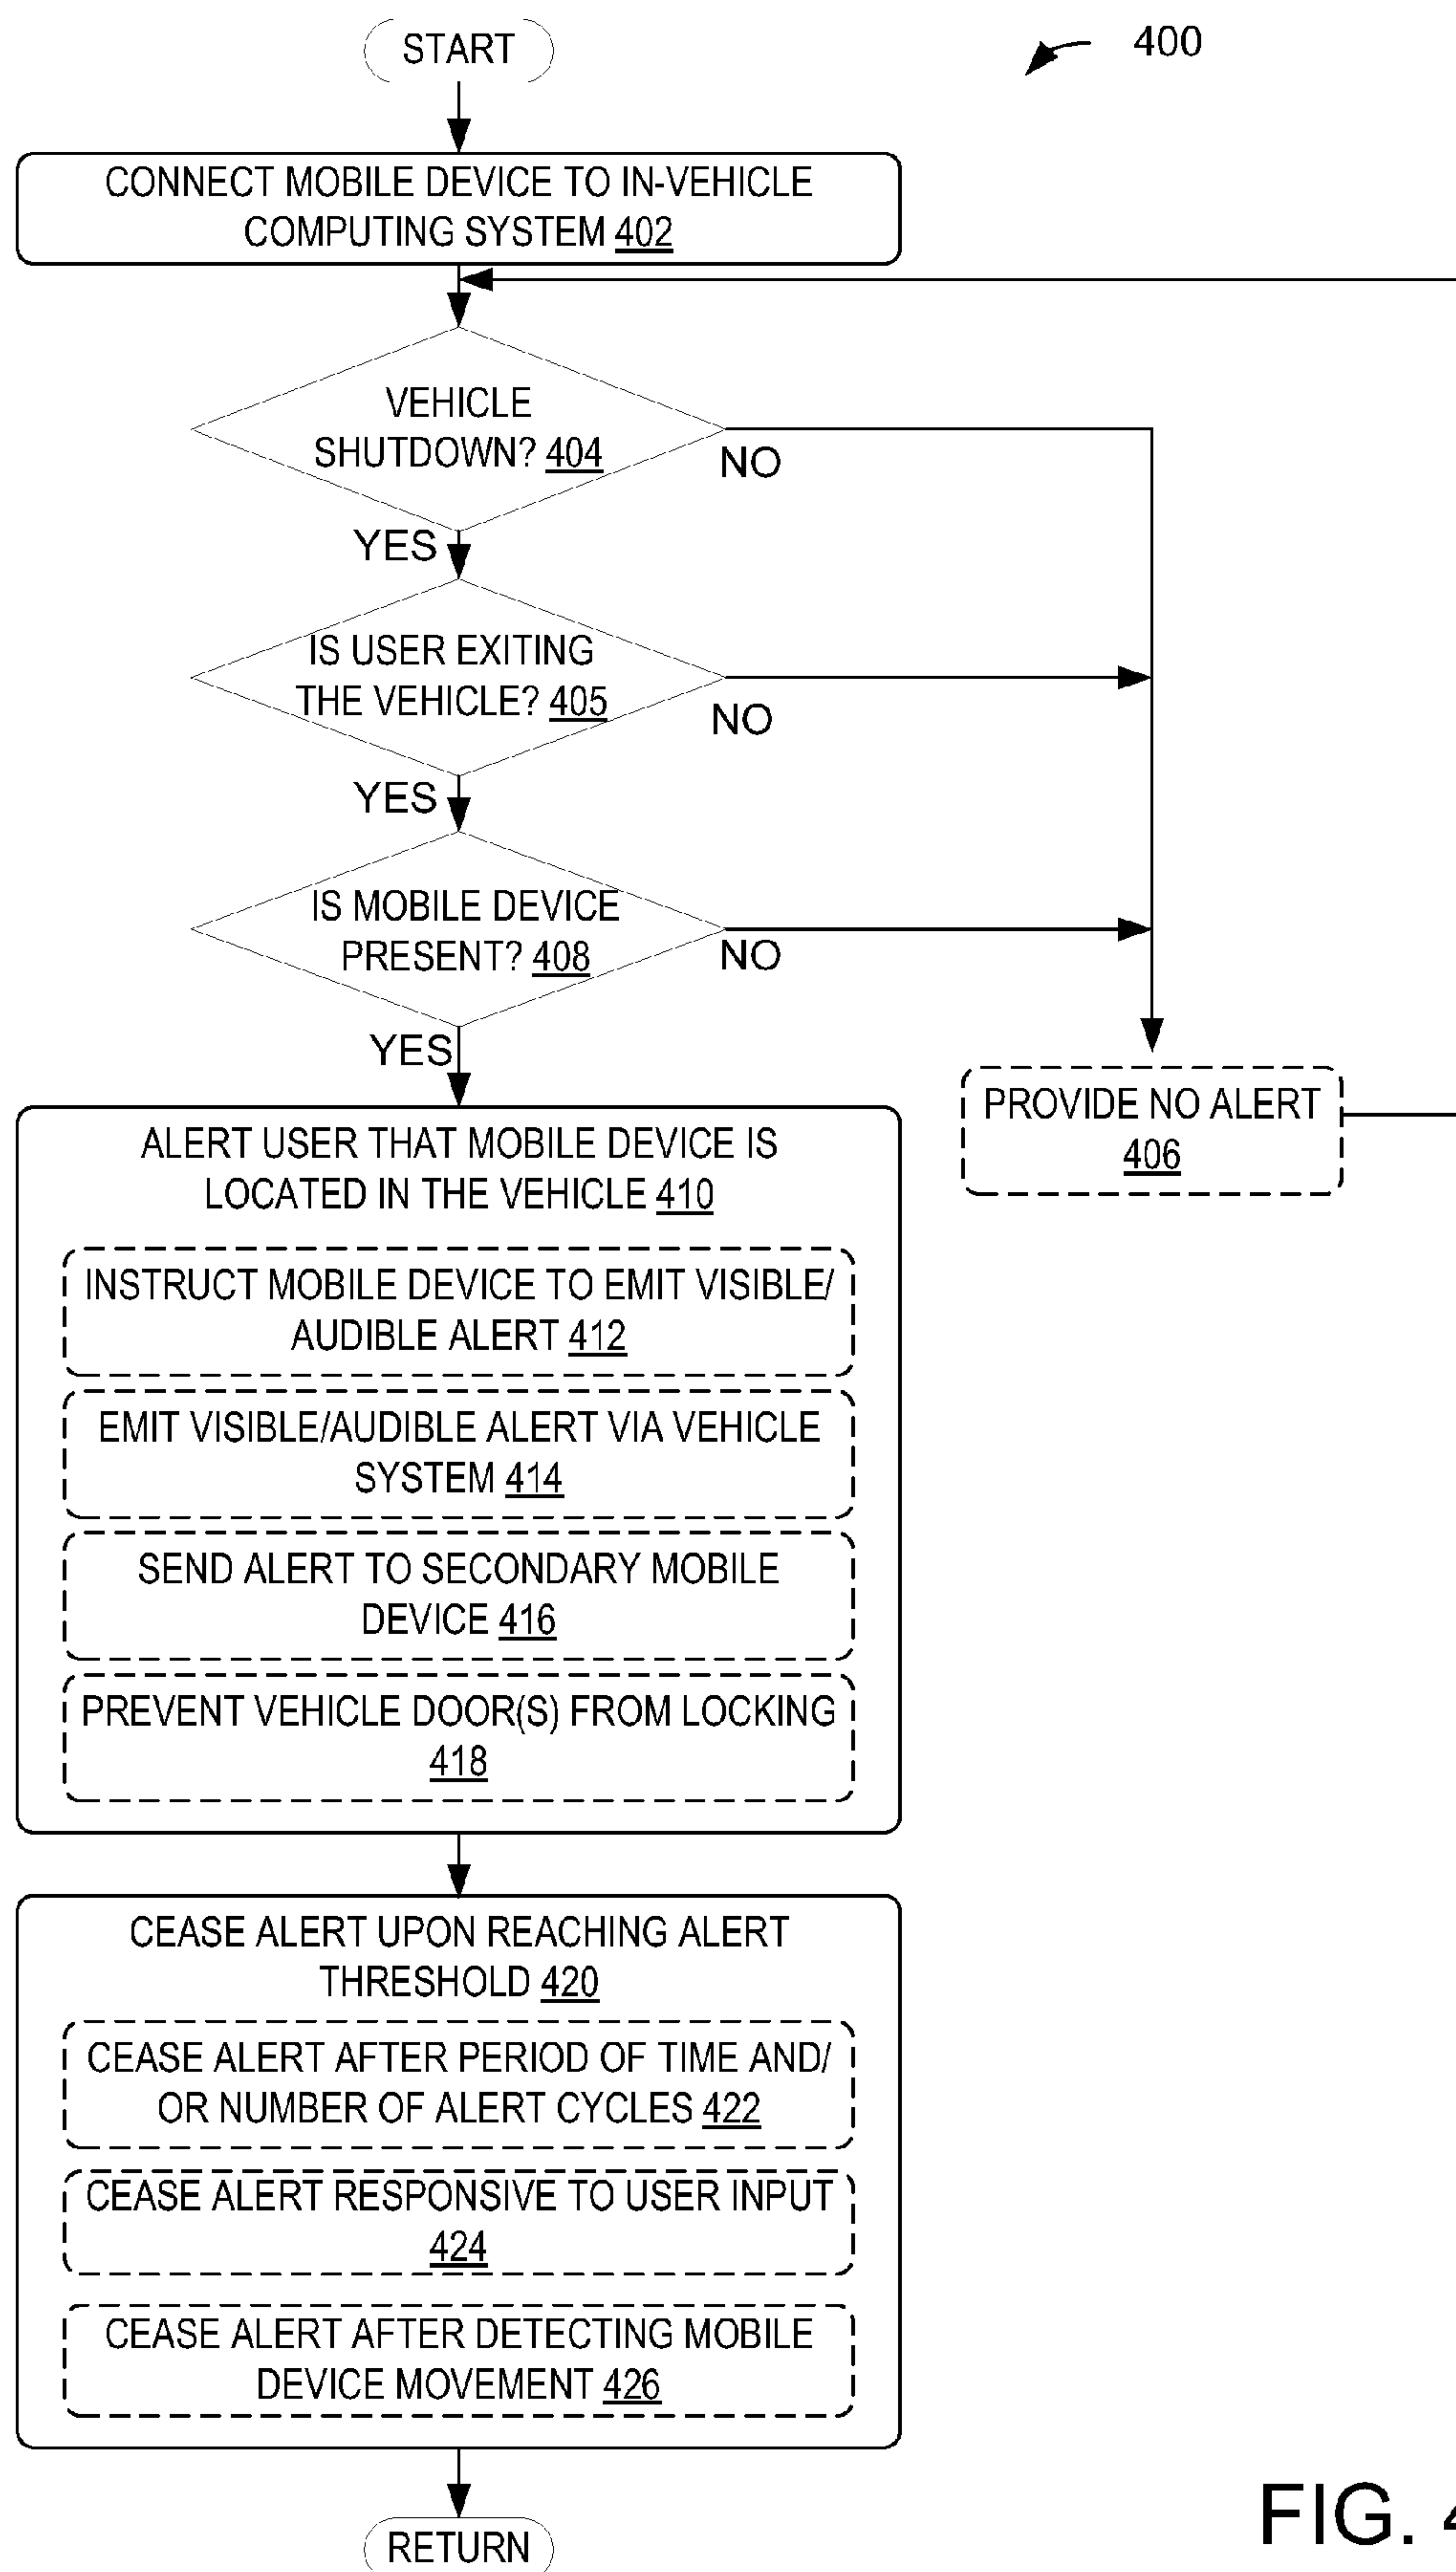 START
400
CONNECT MOBILE DEVICE TO IN-VEHICLE
COMPUTING SYSTEM 402
VEHICLE
SHUTDOWN? 404
NO
YES
IS USER EXITING
THE VEHICLE? 405
NO
YES
IS MOBILE DEVICE
PRESENT? 408
NO
YES
PROVIDE NO ALERT
406
ALERT USER THAT MOBILE DEVICE IS
LOCATED IN THE VEHICLE 410
INSTRUCT MOBILE DEVICE TO EMIT VISIBLE/
AUDIBLE ALERT 412
EMIT VISIBLE/AUDIBLE ALERT VIA VEHICLE
SYSTEM 414
SEND ALERT TO SECONDARY MOBILE
DEVICE 416
PREVENT VEHICLE DOOR(S) FROM LOCKING
418
CEASE ALERT UPON REACHING ALERT
THRESHOLD 420
CEASE ALERT AFTER PERIOD OF TIME AND/
OR NUMBER OF ALERT CYCLES 422
CEASE ALERT RESPONSIVE TO USER INPUT
424
CEASE ALERT AFTER DETECTING MOBILE
DEVICE MOVEMENT 426
RETURN
FIG. 4